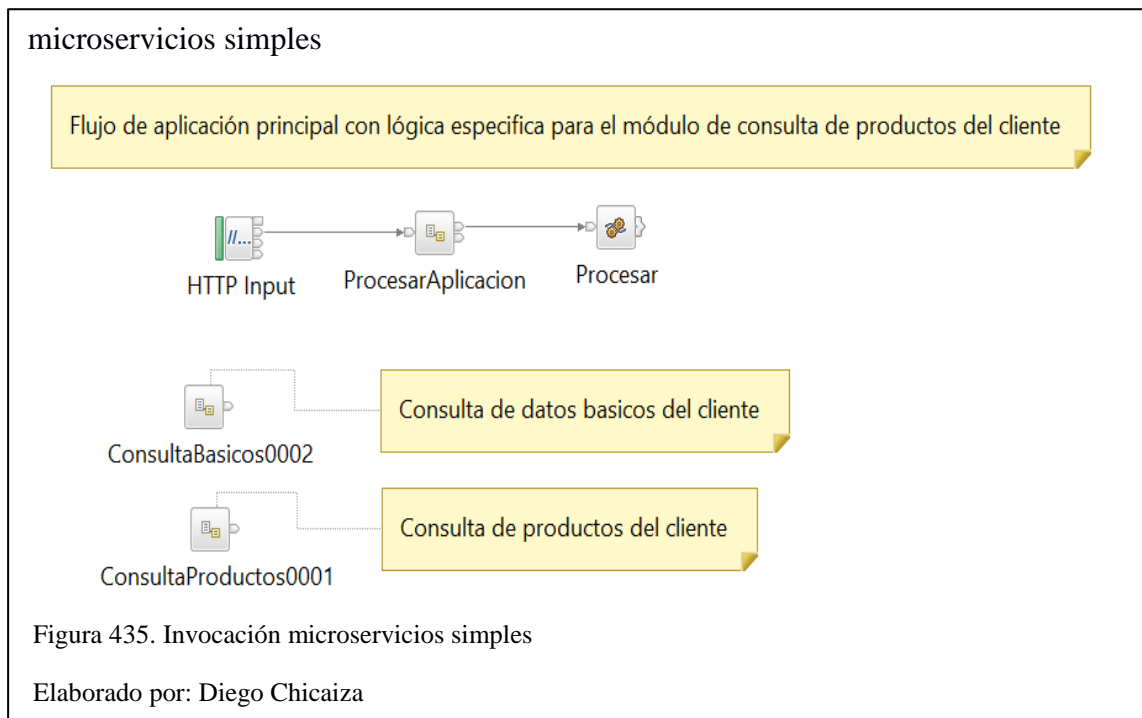 microservicios simples
Flujo de aplicación principal con lógica especifica para el módulo de consulta de productos del cliente
//...
HTTP Input
ProcesarAplicacion
Procesar
Consulta de datos basicos del cliente
ConsultaBasicos0002
Consulta de productos del cliente
ConsultaProductos0001
Figura 435. Invocación microservicios simples
Elaborado por: Diego Chicaiza